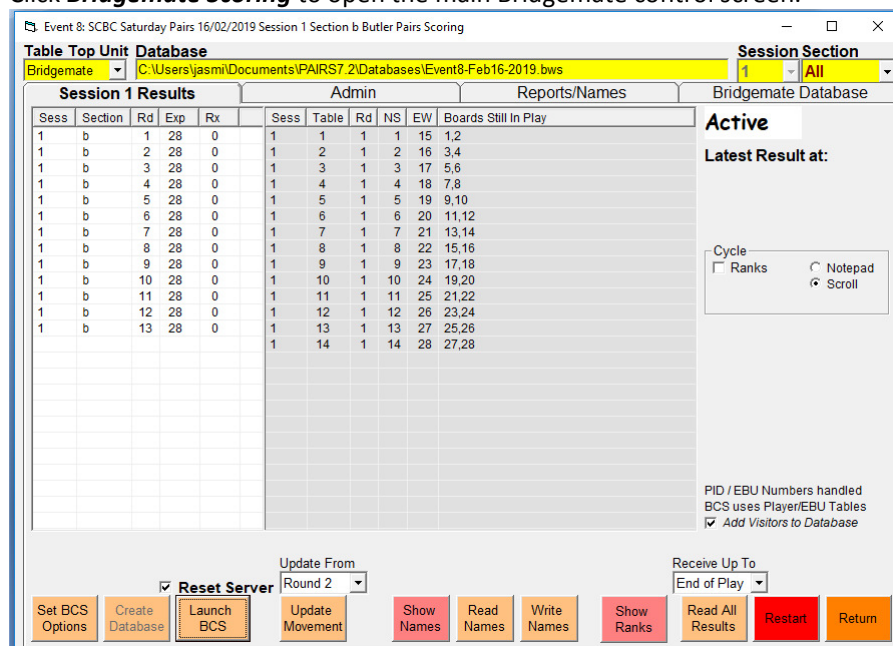 Click Bridgemate Scoring to open the main Bridgemate control screen.
Event 8: SCBC Saturday Pairs 16/02/2019 Session 1 Section b Butler Pairs Scoring
Table Top Unit Database Session Section
Bridgemate C:\Users\jasmi\Documents\PAIRS7.2\Databases\Event8-Feb16-2019.bws 1 All
Session 1 Results Admin Reports/Names Bridgemate Database
Sess Section Rd Exp Rx Sess Table Rd NS EW Boards Still In Play
1 b 1 28 0 1 1 1 1 15 1,2
1 b 2 28 0 1 2 1 2 16 3,4
1 b 3 28 0 1 3 1 3 17 5,6
1 b 4 28 0 1 4 1 4 18 7,8
1 b 5 28 0 1 5 1 5 19 9,10
1 b 6 28 0 1 6 1 6 20 11,12
1 b 7 28 0 1 7 1 7 21 13,14
1 b 8 28 0 1 8 1 8 22 15,16
1 b 9 28 0 1 9 1 9 23 17,18
1 b 10 28 0 1 10 1 10 24 19,20
1 b 11 28 0 1 11 1 11 25 21,22
1 b 12 28 0 1 12 1 12 26 23,24
1 b 13 28 0 1 13 1 13 27 25,26
1 14 1 14 28 27,28
Active
Latest Result at:
Cycle
Ranks Notepad
Scroll
PID / EBU Numbers handled
BCS uses Player/EBU Tables
Add Visitors to Database
Update From Receive Up To
Reset Server Round 2 End of Play
Set BCS Options
Create Database
Launch BCS
Update Movement
Show Names
Read Names
Write Names
Show Ranks
Read All Results
Restart
Return